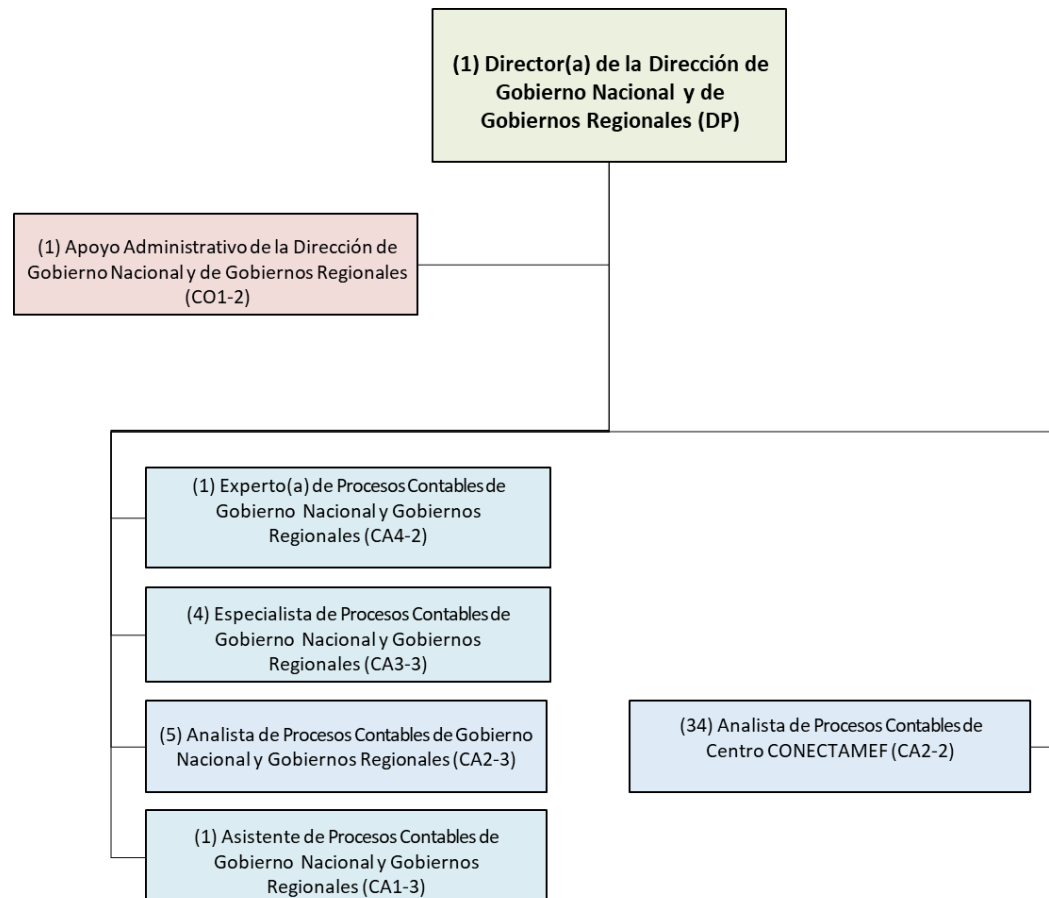 (1) Director(a) de la Dirección de
Gobierno Nacional y de
Gobiernos Regionales (DP)
(1) Apoyo Administrativo de la Dirección de
Gobierno Nacional y de Gobiernos Regionales
(CO1-2)
(1) Experto(a) de Procesos Contables de
Gobierno Nacional y Gobiernos
Regionales (CA4-2)
(4) Especialista de Procesos Contables de
Gobierno Nacional y Gobiernos
Regionales (CA3-3)
(5) Analista de Procesos Contables de Gobierno
Nacional y Gobiernos Regionales (CA2-3)
(34) Analista de Procesos Contables de
Centro CONECTAMEF (CA2-2)
(1) Asistente de Procesos Contables de
Gobierno Nacional y Gobiernos
Regionales (CA1-3)